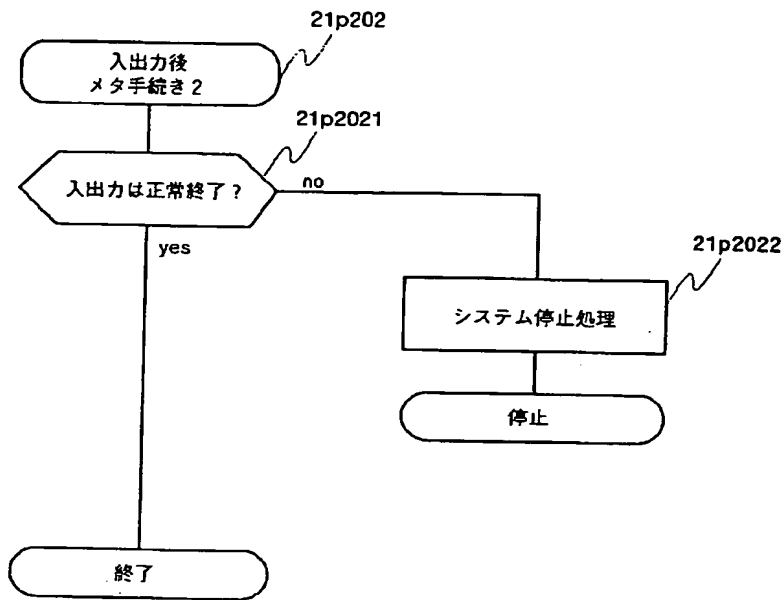 21p202
入出力後
メタ手続き2
21p2021
入出力は正常終了?
no
yes
21p2022
システム停止処理
停止
終了